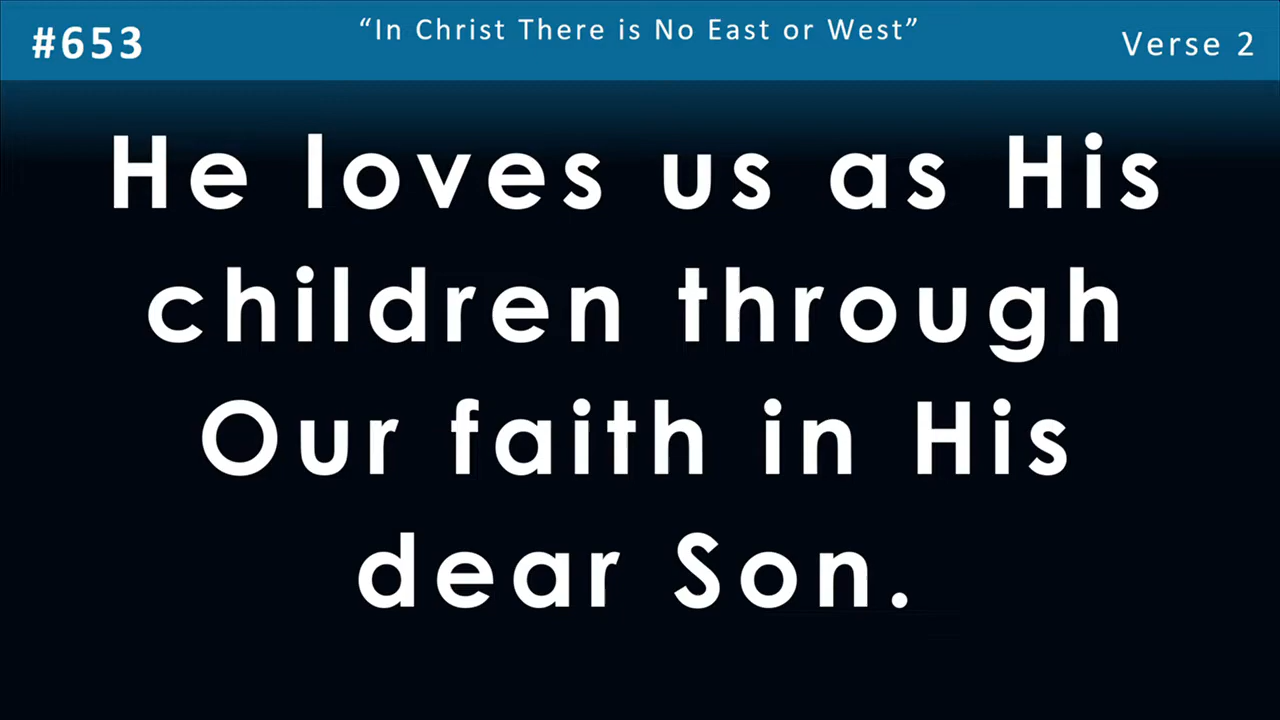 #653
“In Christ There is No East or West”
Verse 2
He loves us as His
children through
Our faith in His
dear Son.